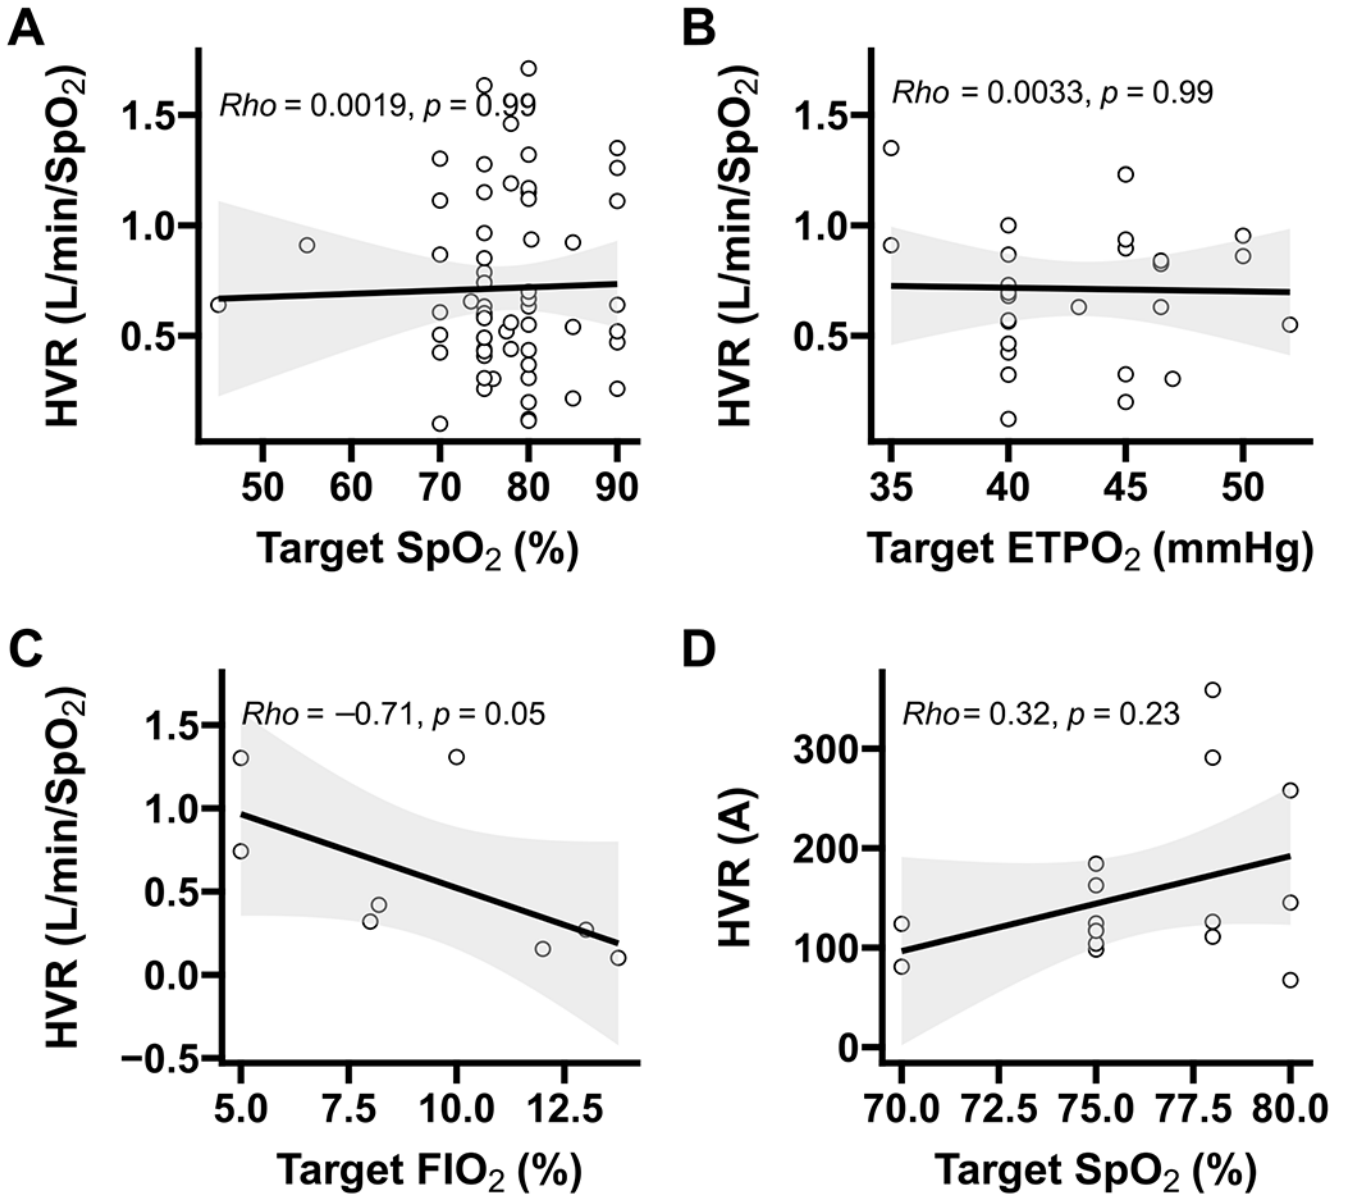 A
HVR (L/min/SpO₂)
Rho = 0.0019, p = 0.99
1.5
1.0
0.5
50 60 70 80 90
Target SpO₂ (%)
B
HVR (L/min/SpO₂)
Rho = 0.0033, p = 0.99
1.5
1.0
0.5
35 40 45 50
Target ETPO₂ (mmHg)
C
HVR (L/min/SpO₂)
Rho = −0.71, p = 0.05
1.5
1.0
0.5
0.0
−0.5
5.0 7.5 10.0 12.5
Target FIO₂ (%)
D
HVR (A)
Rho= 0.32, p = 0.23
300
200
100
0
70.0 72.5 75.0 77.5 80.0
Target SpO₂ (%)